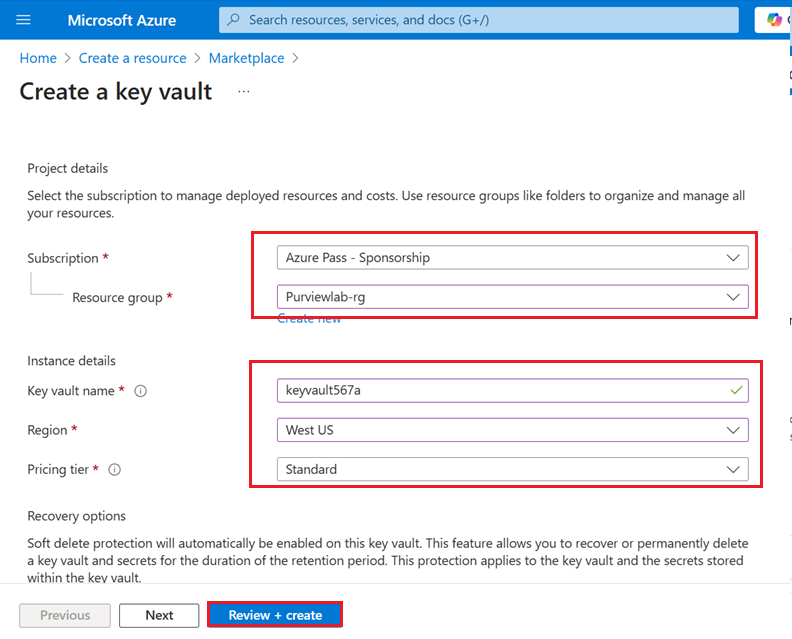 Microsoft Azure
Search resources, services, and docs (G+/)
Home > Create a resource > Marketplace >
Create a key vault ...
Project details
Select the subscription to manage deployed resources and costs. Use resource groups like folders to organize and manage all
your resources.
Subscription * Azure Pass - Sponsorship
Resource group * Purviewlab-rg
Create new
Instance details
Key vault name * keyvault567a
Region * West US
Pricing tier * Standard
Recovery options
Soft delete protection will automatically be enabled on this key vault. This feature allows you to recover or permanently delete
a key vault and secrets for the duration of the retention period. This protection applies to the key vault and the secrets stored
within the key vault.
Previous Next Review + create